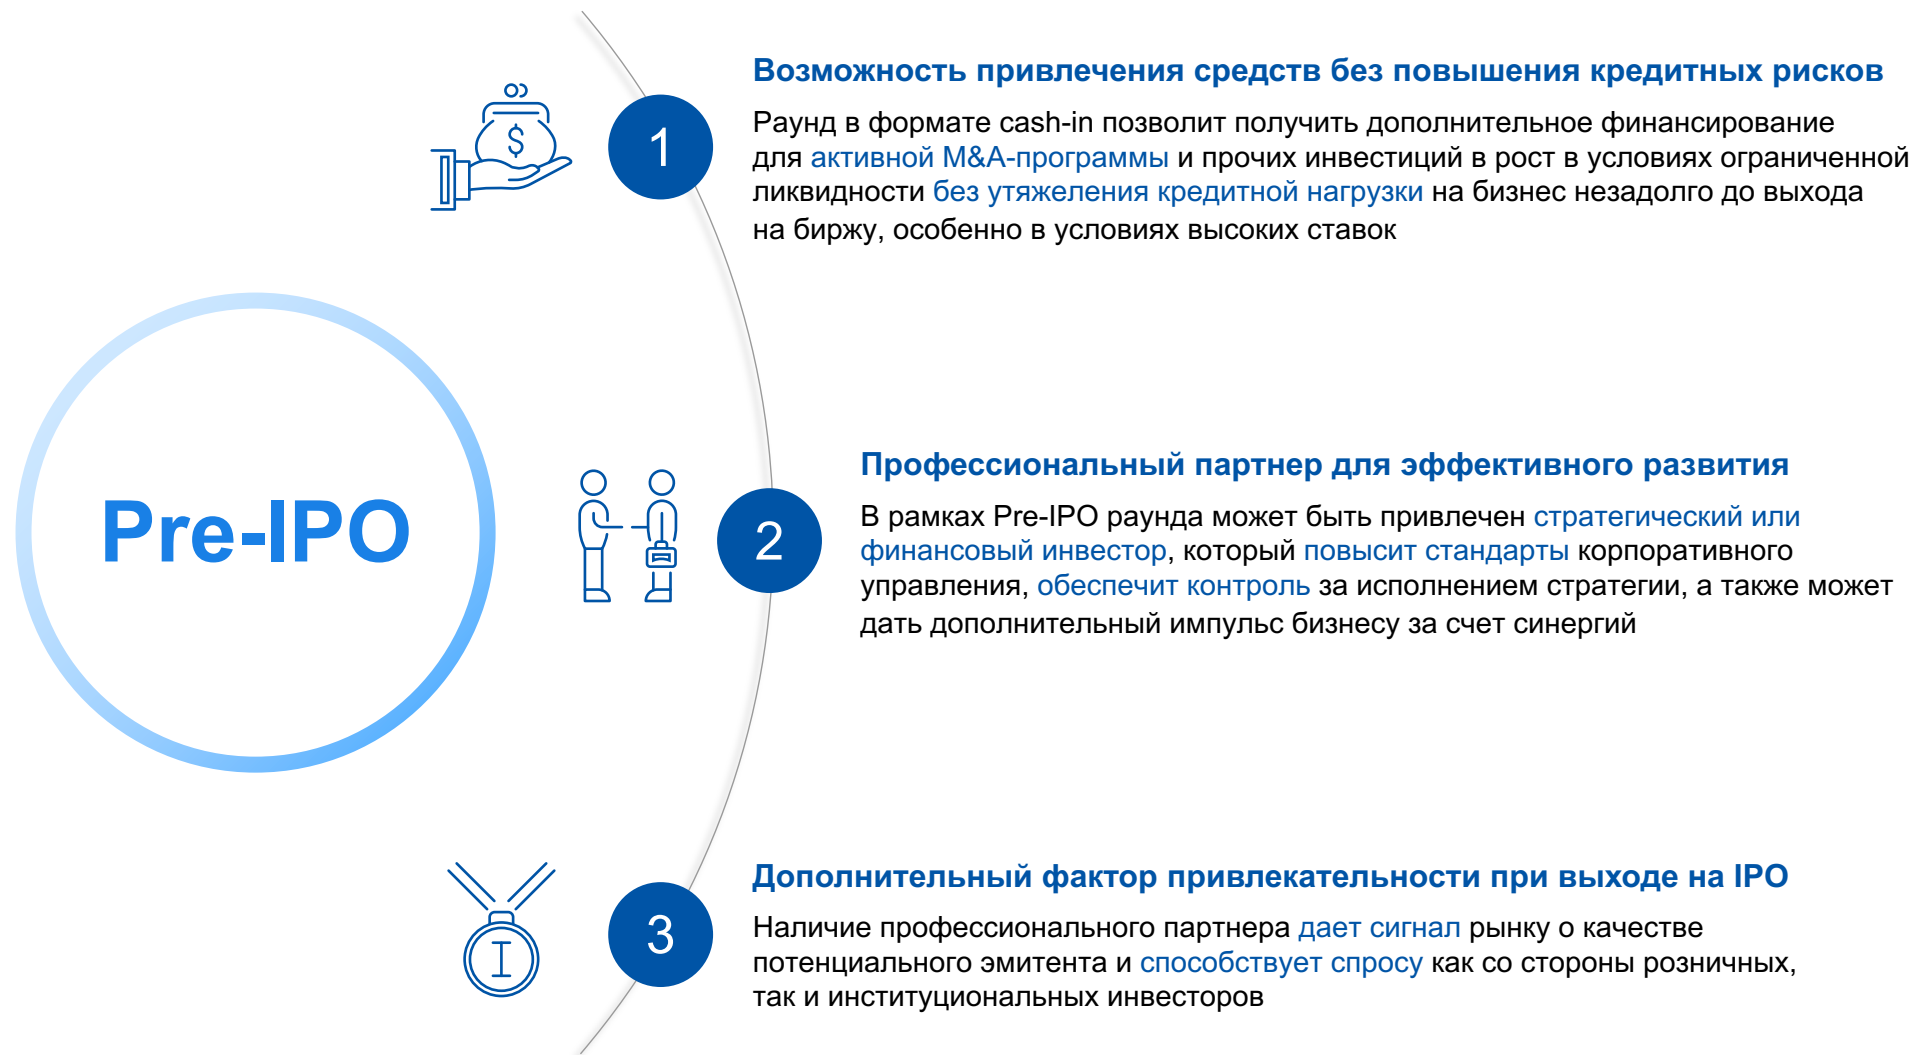 Возможность привлечения средств без повышения кредитных рисков
1
Раунд в формате cash-in позволит получить дополнительное финансирование
для активной M&A-программы и прочих инвестиций в рост в условиях ограниченной
ликвидности без утяжеления кредитной нагрузки на бизнес незадолго до выхода
на биржу, особенно в условиях высоких ставок
Pre-IPO
Профессиональный партнер для эффективного развития
2
В рамках Pre-IPO раунда может быть привлечен стратегический или
финансовый инвестор, который повысит стандарты корпоративного
управления, обеспечит контроль за исполнением стратегии, а также может
дать дополнительный импульс бизнесу за счет синергий
Дополнительный фактор привлекательности при выходе на IPO
3
Наличие профессионального партнера дает сигнал рынку о качестве
потенциального эмитента и способствует спросу как со стороны розничных,
так и институциональных инвесторов